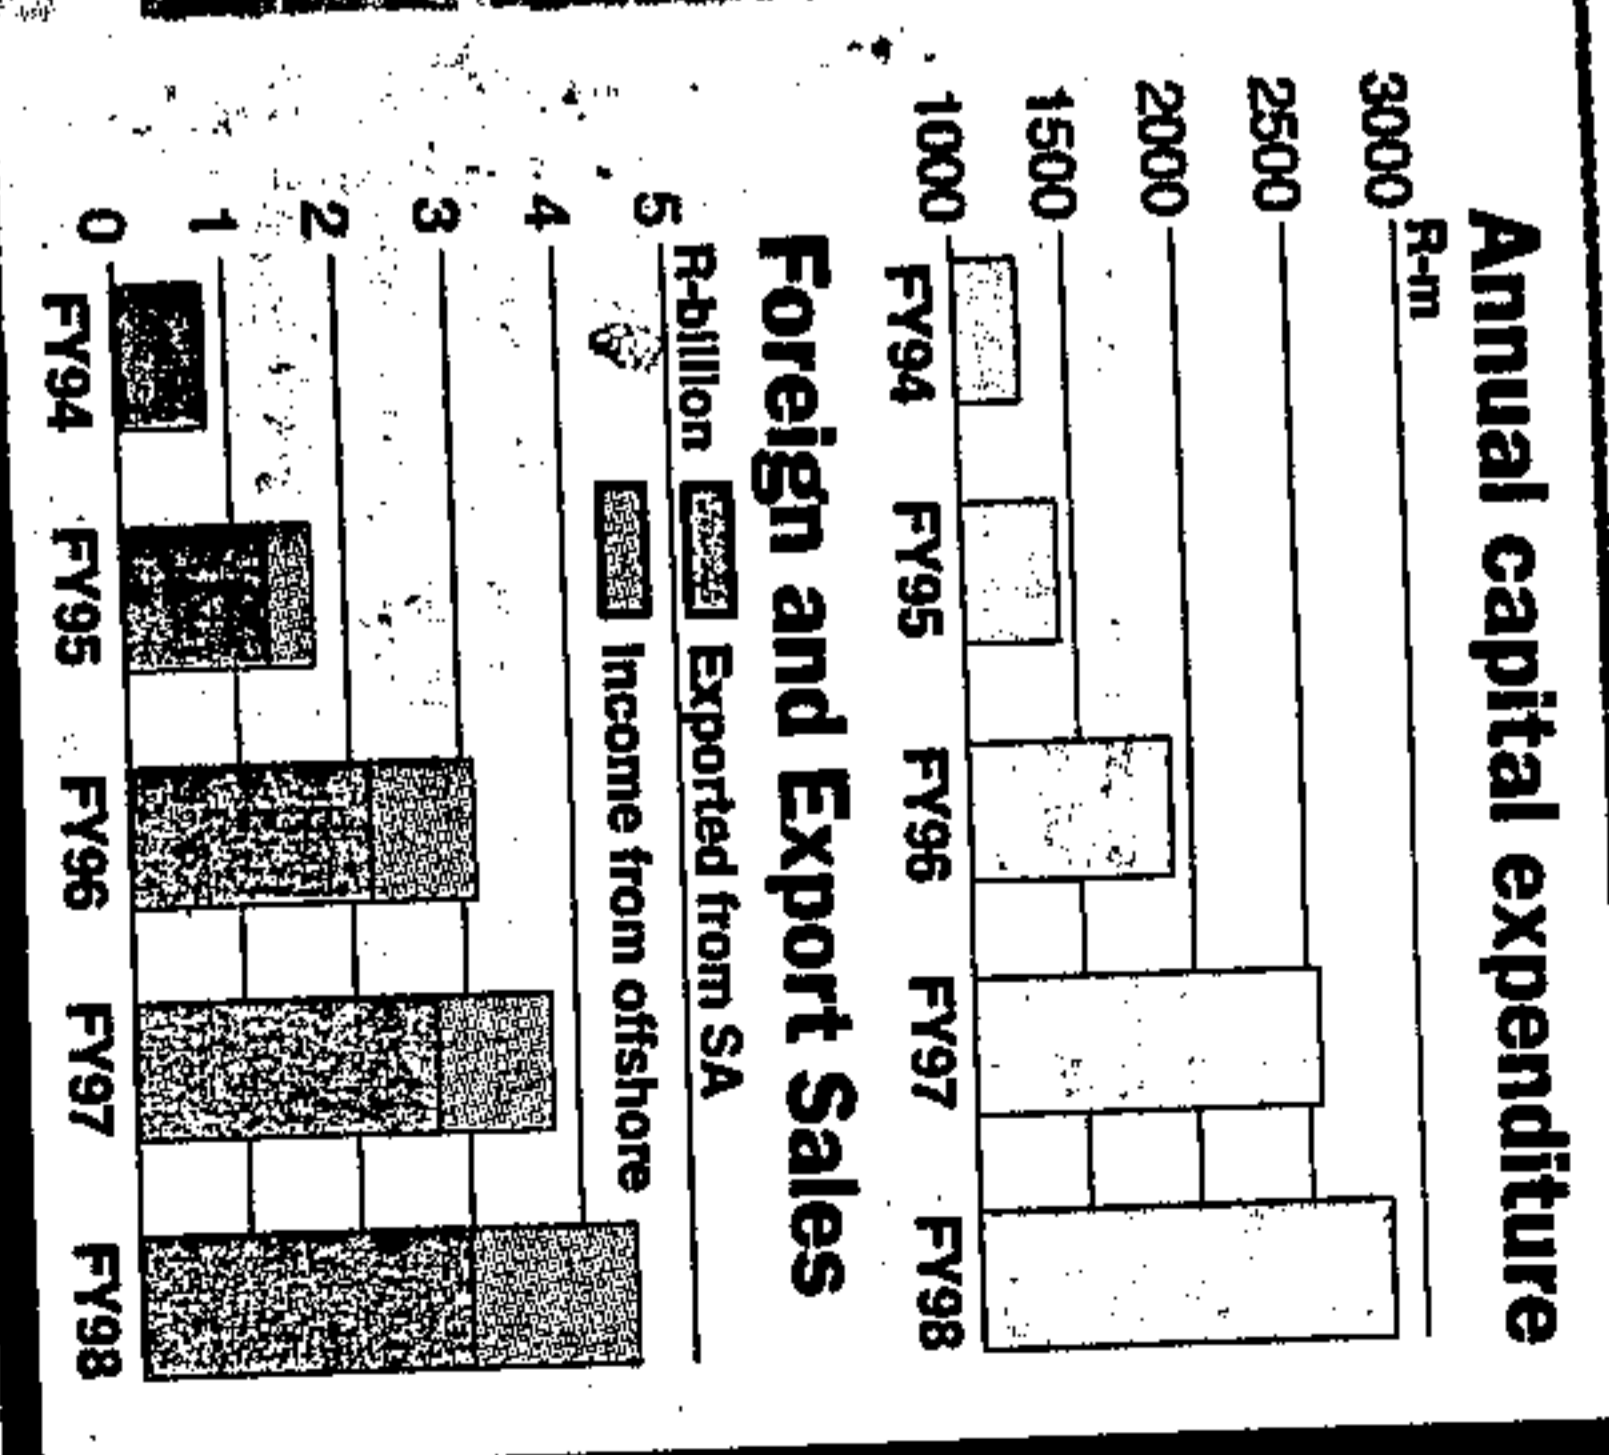 Annual capital expenditure
R-m
3000
2500
2000
1500
1000
FY94 FY95 FY96 FY97 FY98
Foreign and Export Sales
R-billion
Exported from SA
Income from offshore
5
4
3
2
1
0
FY94 FY95 FY96 FY97 FY98